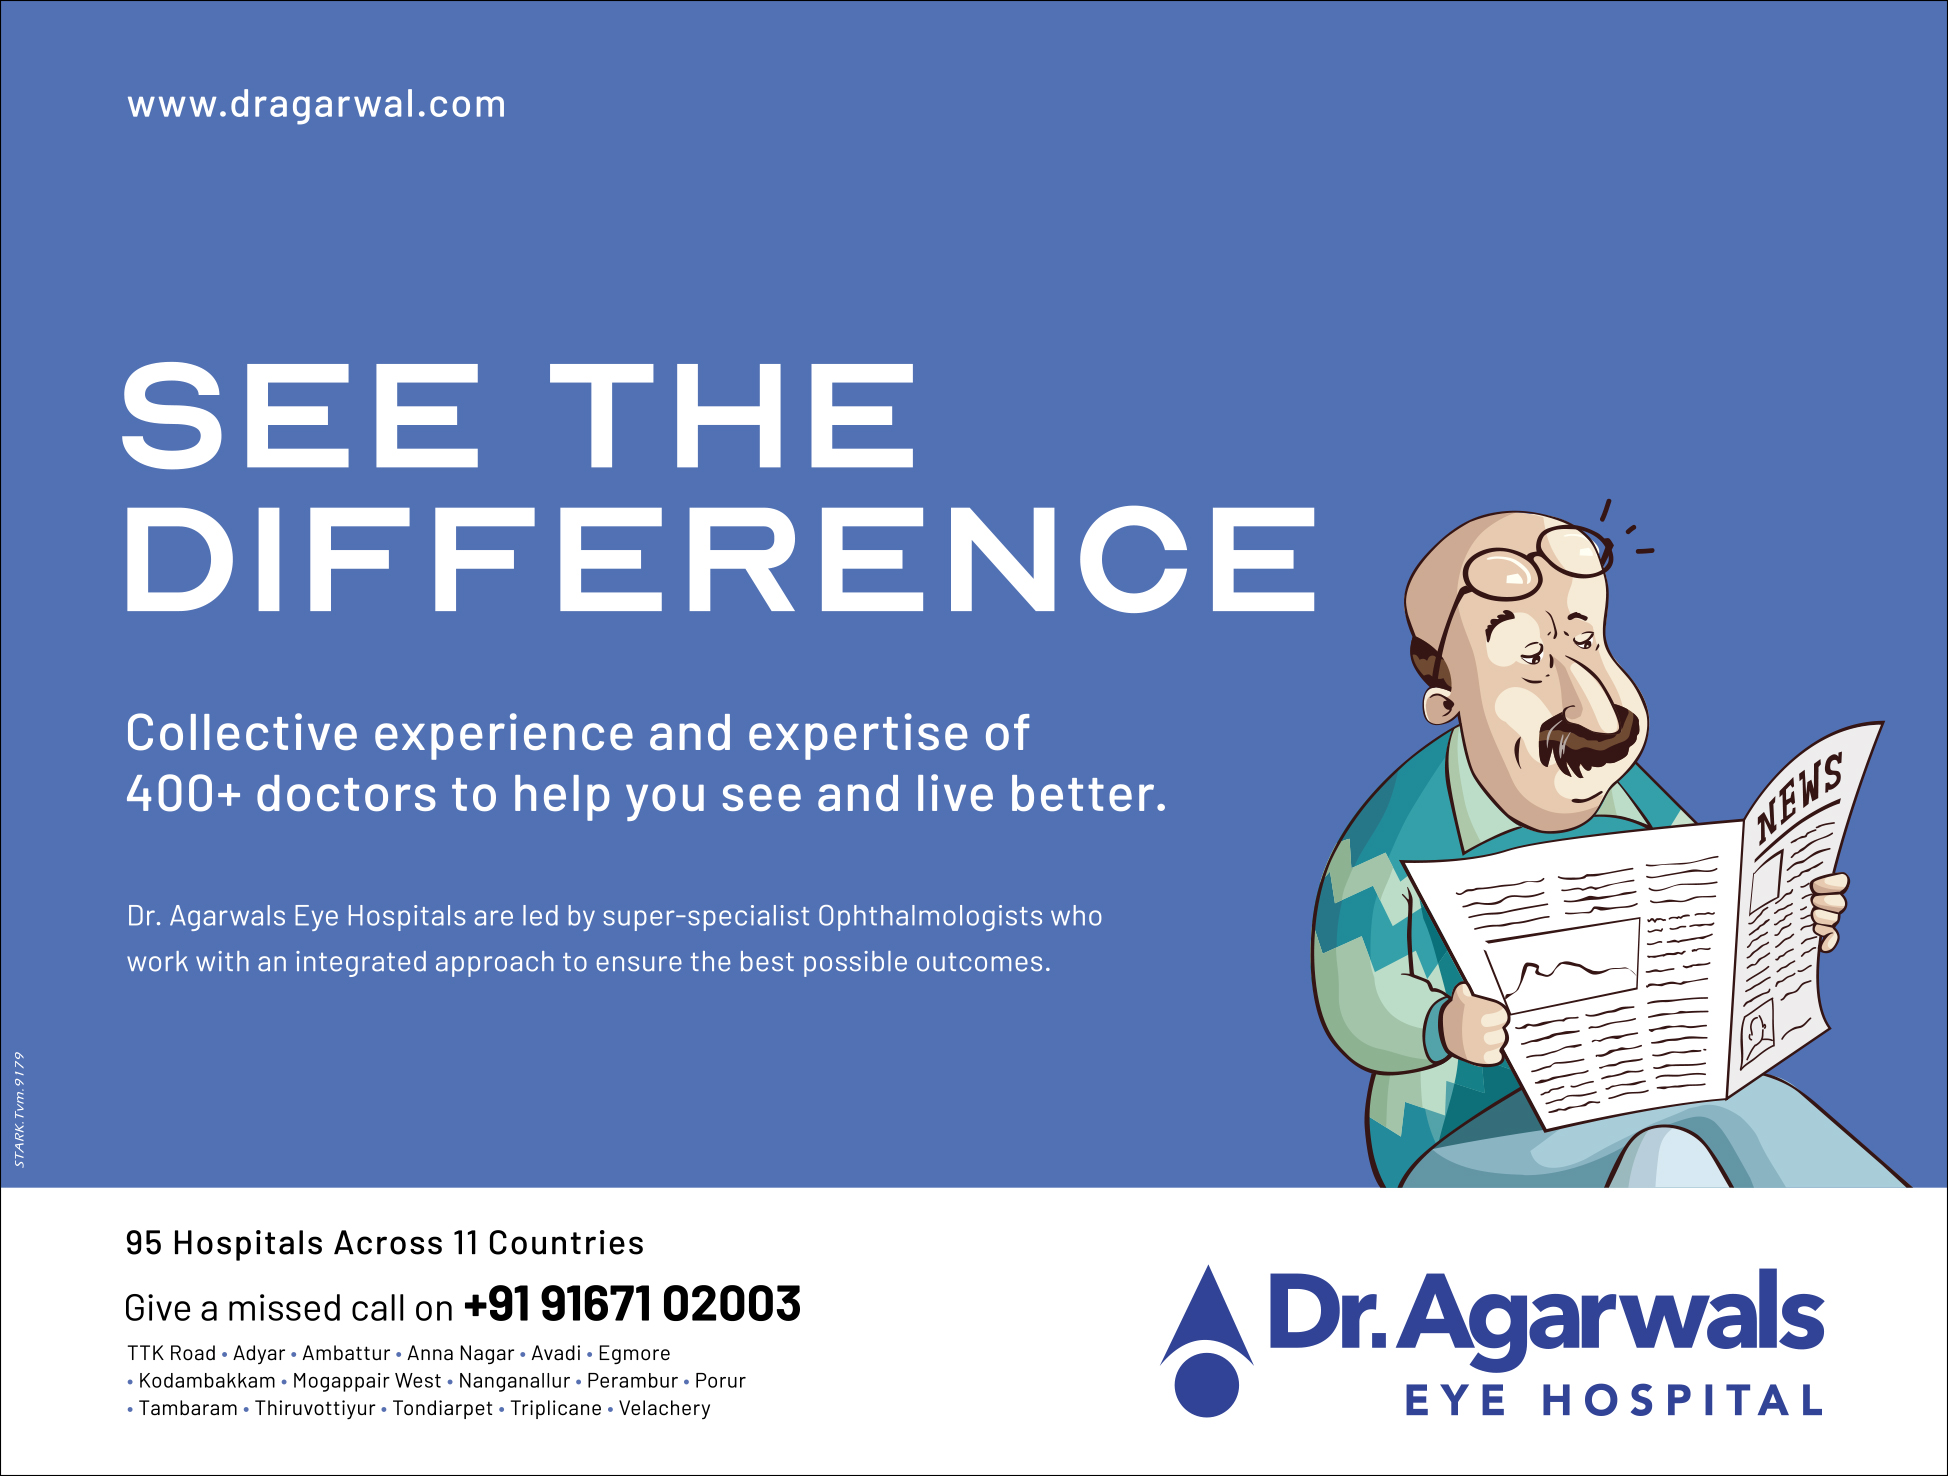 www.dragarwal.com
SEE THE
DIFFERENCE
Collective experience and expertise of
400+ doctors to help you see and live better.
Dr. Agarwals Eye Hospitals are led by super-specialist Ophthalmologists who
work with an integrated approach to ensure the best possible outcomes.
NEWS
STARK.Tvm.9179
95 Hospitals Across 11 Countries
Give a missed call on +91 91671 02003
TTK Road • Adyar • Ambattur • Anna Nagar • Avadi • Egmore
• Kodambakkam • Mogappair West • Nanganallur • Perambur • Porur
• Tambaram • Thiruvottiyur • Tondiarpet • Triplicane • Velachery
Dr. Agarwals
EYE HOSPITAL